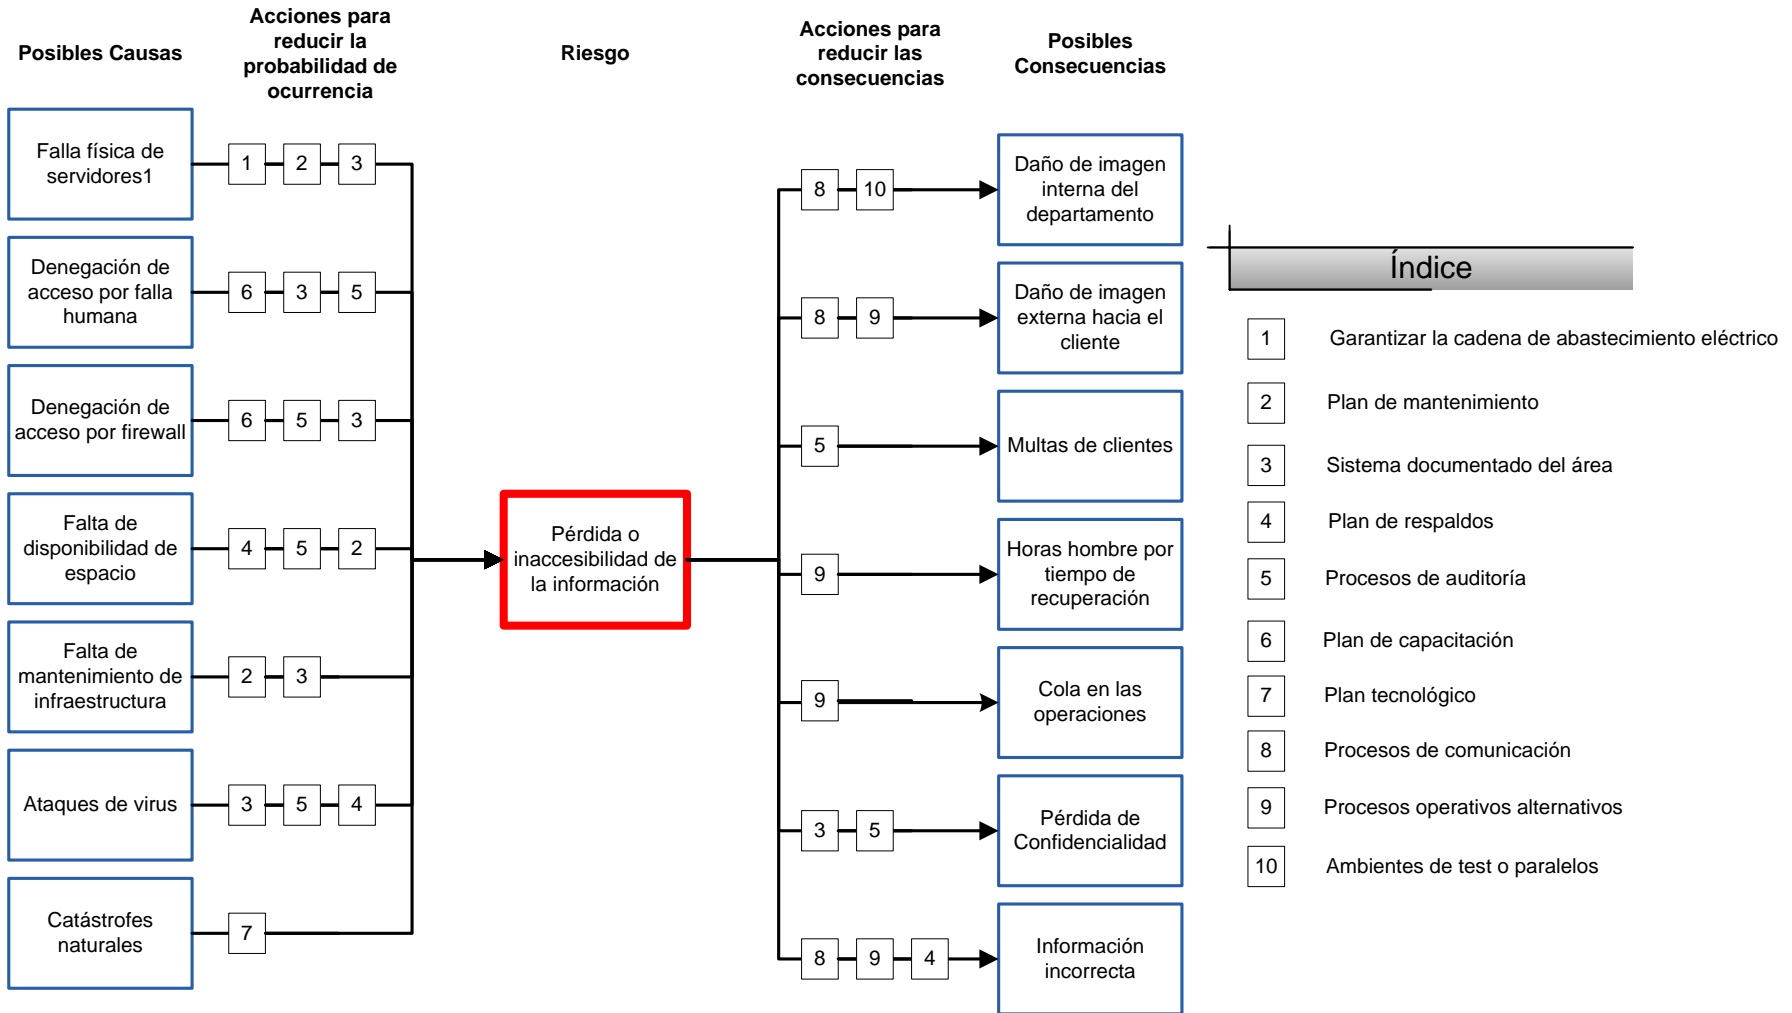 Posibles Causas
Acciones para
reducir la
probabilidad de
ocurrencia
Riesgo
Acciones para
reducir las
consecuencias
Posibles
Consecuencias
Falla física de
servidores1
1 2 3
Denegación de
acceso por falla
humana
6 3 5
Denegación de
acceso por firewall
6 5 3
Falta de
disponibilidad de
espacio
4 5 2
Falta de
mantenimiento de
infraestructura
2 3
Ataques de virus
3 5 4
Catástrofes
naturales
7
Pérdida o
inaccesibilidad de
la información
8 10
Daño de imagen
interna del
departamento
8 9
Daño de imagen
externa hacia el
cliente
5
Multas de clientes
9
Horas hombre por
tiempo de
recuperación
9
Cola en las
operaciones
3 5
Pérdida de
Confidencialidad
8 9 4
Información
incorrecta
Índice
1 Garantizar la cadena de abastecimiento eléctrico
2 Plan de mantenimiento
3 Sistema documentado del área
4 Plan de respaldos
5 Procesos de auditoría
6 Plan de capacitación
7 Plan tecnológico
8 Procesos de comunicación
9 Procesos operativos alternativos
10 Ambientes de test o paralelos